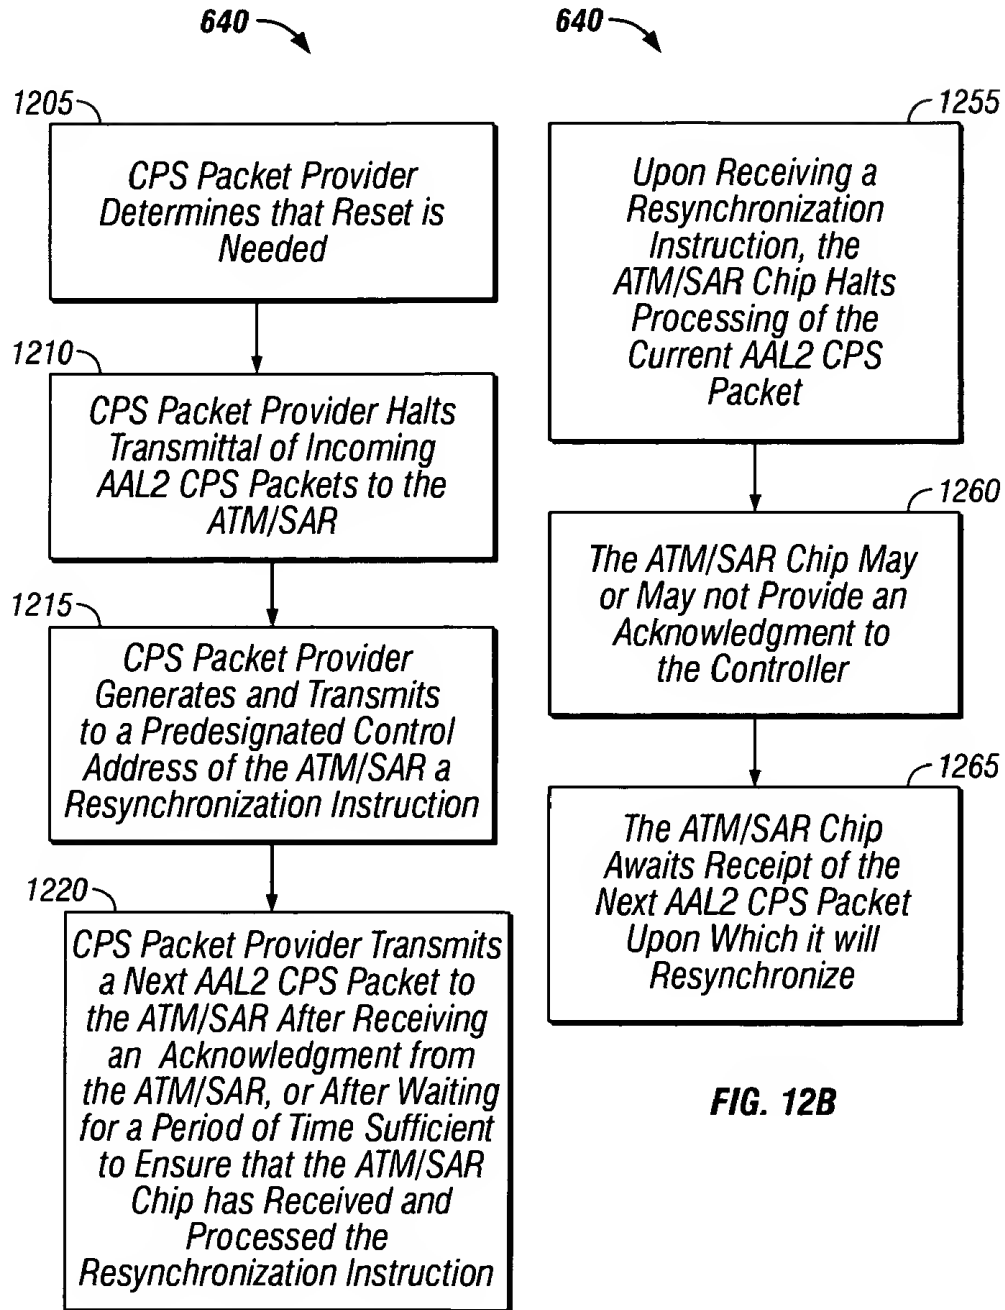 640
1205
CPS Packet Provider
Determines that Reset is
Needed
1210
CPS Packet Provider Halts
Transmittal of Incoming
AAL2 CPS Packets to the
ATM/SAR
1215
CPS Packet Provider
Generates and Transmits
to a Predesignated Control
Address of the ATM/SAR a
Resynchronization Instruction
1220
CPS Packet Provider Transmits
a Next AAL2 CPS Packet to
the ATM/SAR After Receiving
an Acknowledgment from
the ATM/SAR, or After Waiting
for a Period of Time Sufficient
to Ensure that the ATM/SAR
Chip has Received and
Processed the
Resynchronization Instruction
640
1255
Upon Receiving a
Resynchronization
Instruction, the
ATM/SAR Chip Halts
Processing of the
Current AAL2 CPS
Packet
1260
The ATM/SAR Chip May
or May not Provide an
Acknowledgment to
the Controller
1265
The ATM/SAR Chip
Awaits Receipt of the
Next AAL2 CPS Packet
Upon Which it will
Resynchronize
FIG. 12B